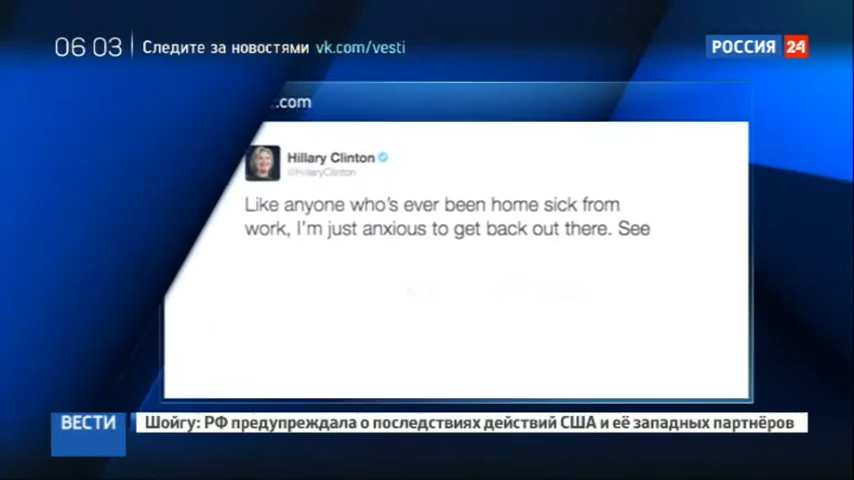 06 03
Следите за новостями vk.com/vesti
РОССИЯ 24
.com
Hillary Clinton
@HillaryClinton
Like anyone who's ever been home sick from
work, I'm just anxious to get back out there. See
ВЕСТИ
Шойгу: РФ предупреждала о последствиях действий США и её западных партнёров